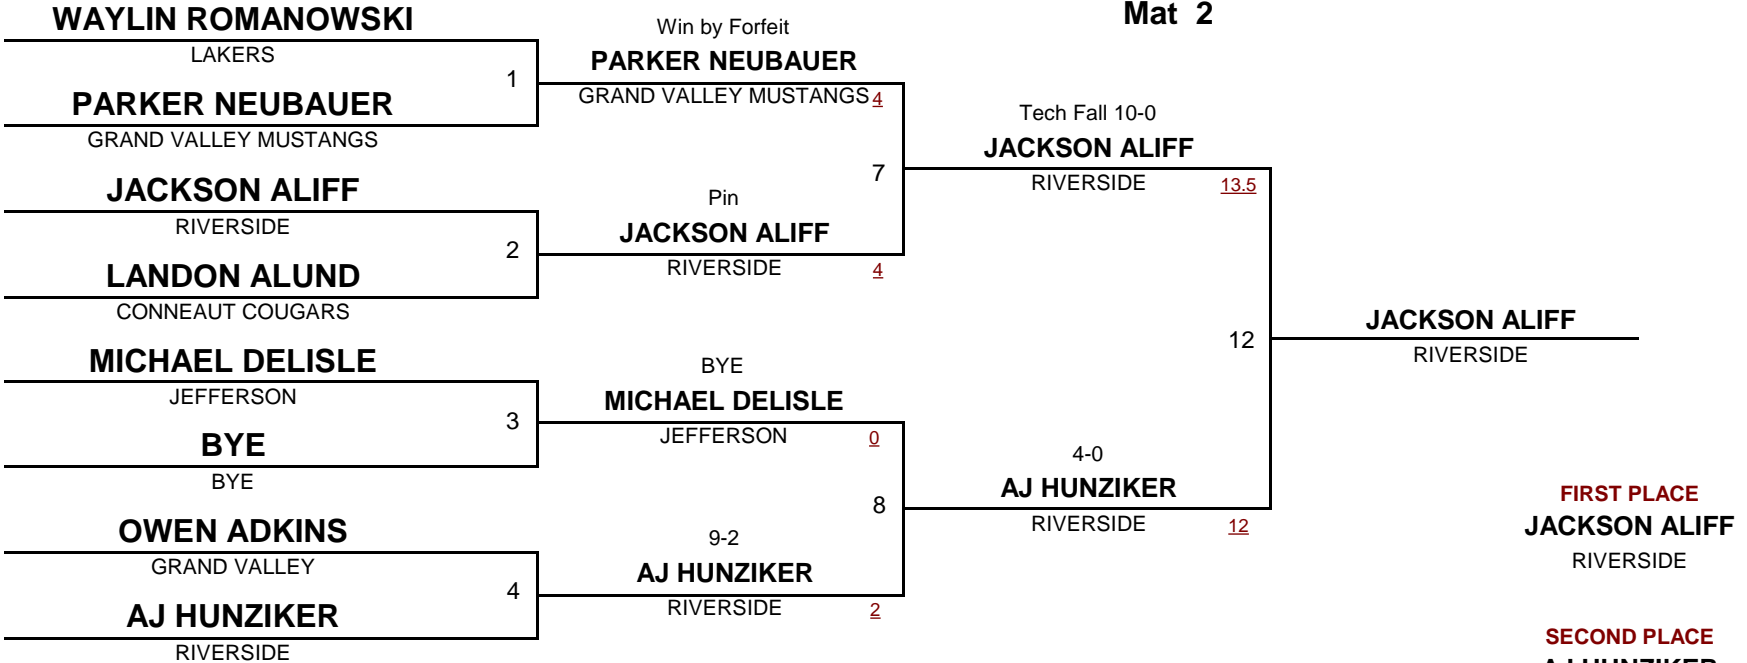 Mat 2
WAYLIN ROMANOWSKI
LAKERS
1
PARKER NEUBAUER
GRAND VALLEY MUSTANGS
JACKSON ALIFF
RIVERSIDE
2
LANDON ALUND
CONNEAUT COUGARS
MICHAEL DELISLE
JEFFERSON
3
BYE
BYE
OWEN ADKINS
GRAND VALLEY
4
AJ HUNZIKER
RIVERSIDE
Win by Forfeit
PARKER NEUBAUER
GRAND VALLEY MUSTANGS 4
7
Pin
JACKSON ALIFF
RIVERSIDE 4
BYE
MICHAEL DELISLE
JEFFERSON 0
8
9-2
AJ HUNZIKER
RIVERSIDE 2
Tech Fall 10-0
JACKSON ALIFF
RIVERSIDE 13.5
12
4-0
AJ HUNZIKER
RIVERSIDE 12
JACKSON ALIFF
RIVERSIDE
FIRST PLACE
JACKSON ALIFF
RIVERSIDE
SECOND PLACE
AJ HUNZIKER